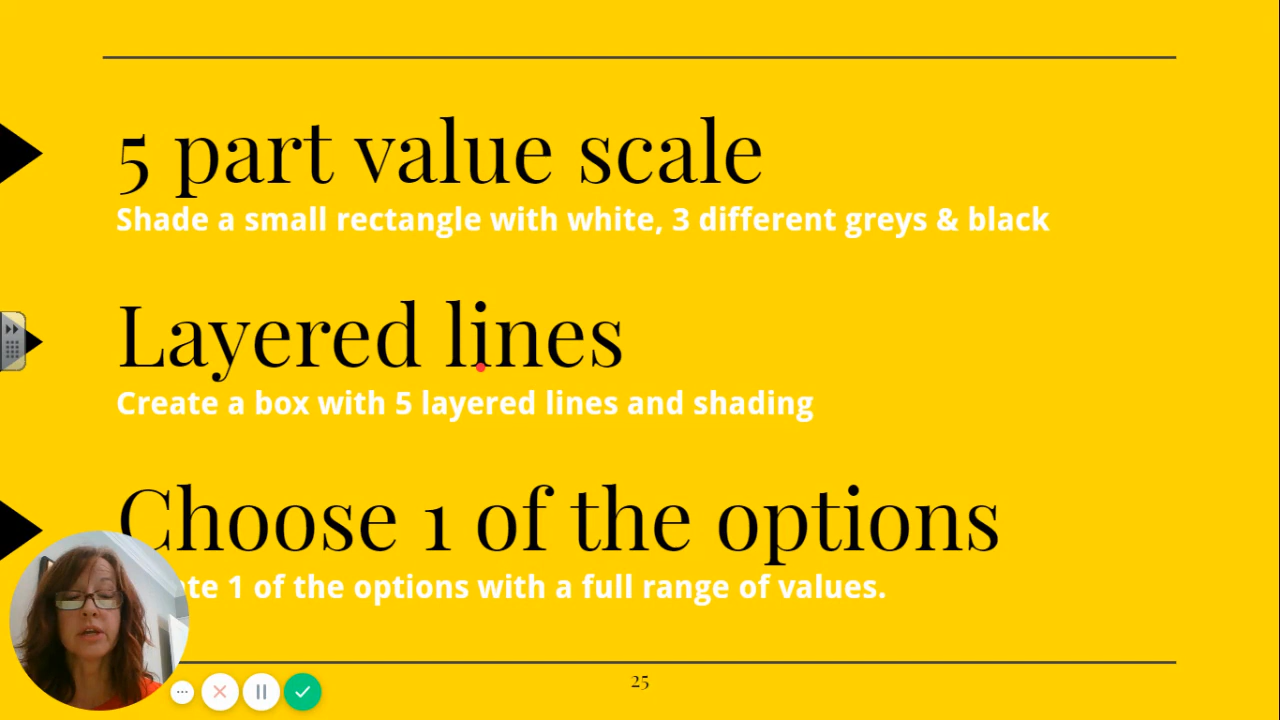 5 part value scale
Shade a small rectangle with white, 3 different greys & black
Layered lines
Create a box with 5 layered lines and shading
Choose 1 of the options
1 of the options with a full range of values.
25